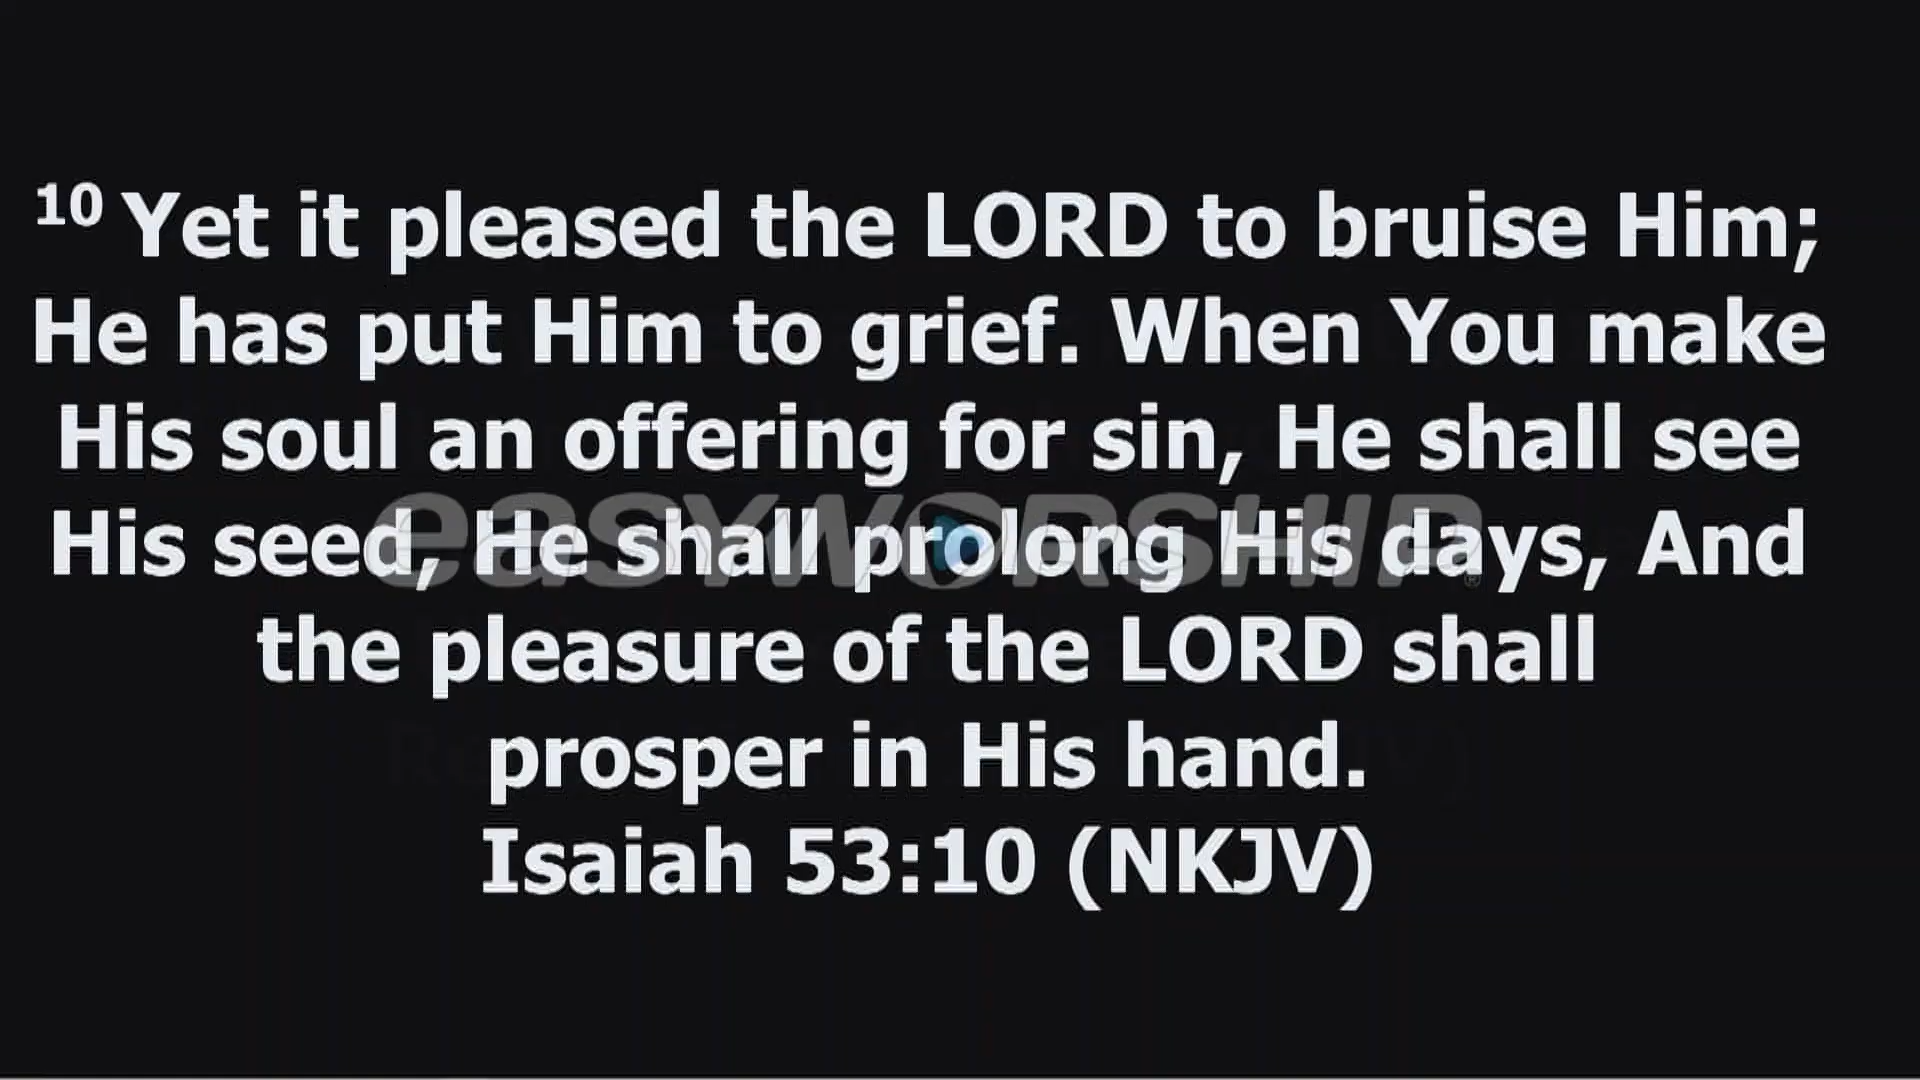 10 Yet it pleased the LORD to bruise Him;
He has put Him to grief. When You make
His soul an offering for sin, He shall see
His seed, He shall prolong His days, And
easyWORSHIP®
the pleasure of the LORD shall
prosper in His hand.
Isaiah 53:10 (NKJV)